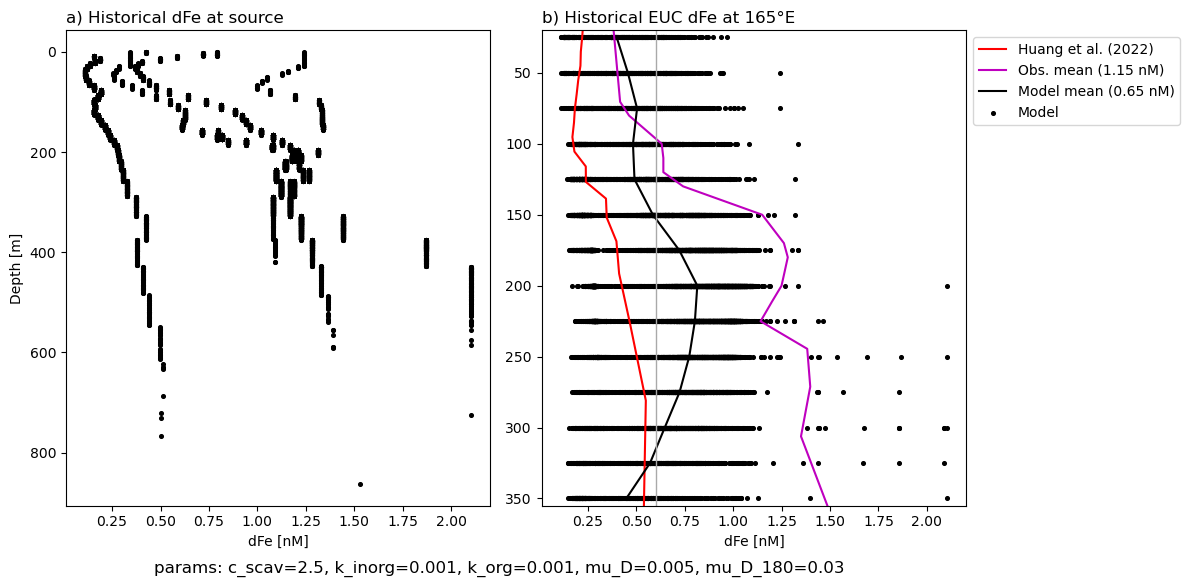 a) Historical dFe at source
b) Historical EUC dFe at 165°E
0
200
400
600
800
Depth [m]
0.25 0.50 0.75 1.00 1.25 1.50 1.75 2.00
dFe [nM]
50
100
150
200
250
300
350
0.25 0.50 0.75 1.00 1.25 1.50 1.75 2.00
dFe [nM]
Huang et al. (2022)
Obs. mean (1.15 nM)
Model mean (0.65 nM)
Model
params: c_scav=2.5, k_inorg=0.001, k_org=0.001, mu_D=0.005, mu_D_180=0.03